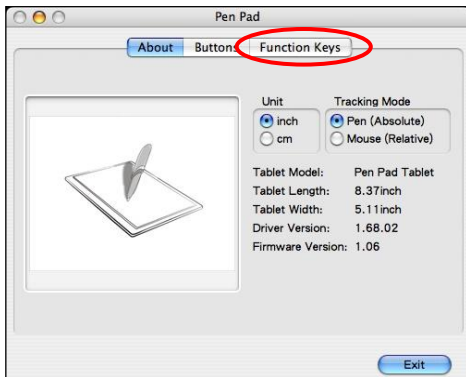 Pen Pad
About Buttons Function Keys
Unit Tracking Mode
inch Pen (Absolute)
cm Mouse (Relative)
Tablet Model: Pen Pad Tablet
Tablet Length: 8.37inch
Tablet Width: 5.11inch
Driver Version: 1.68.02
Firmware Version: 1.06
Exit